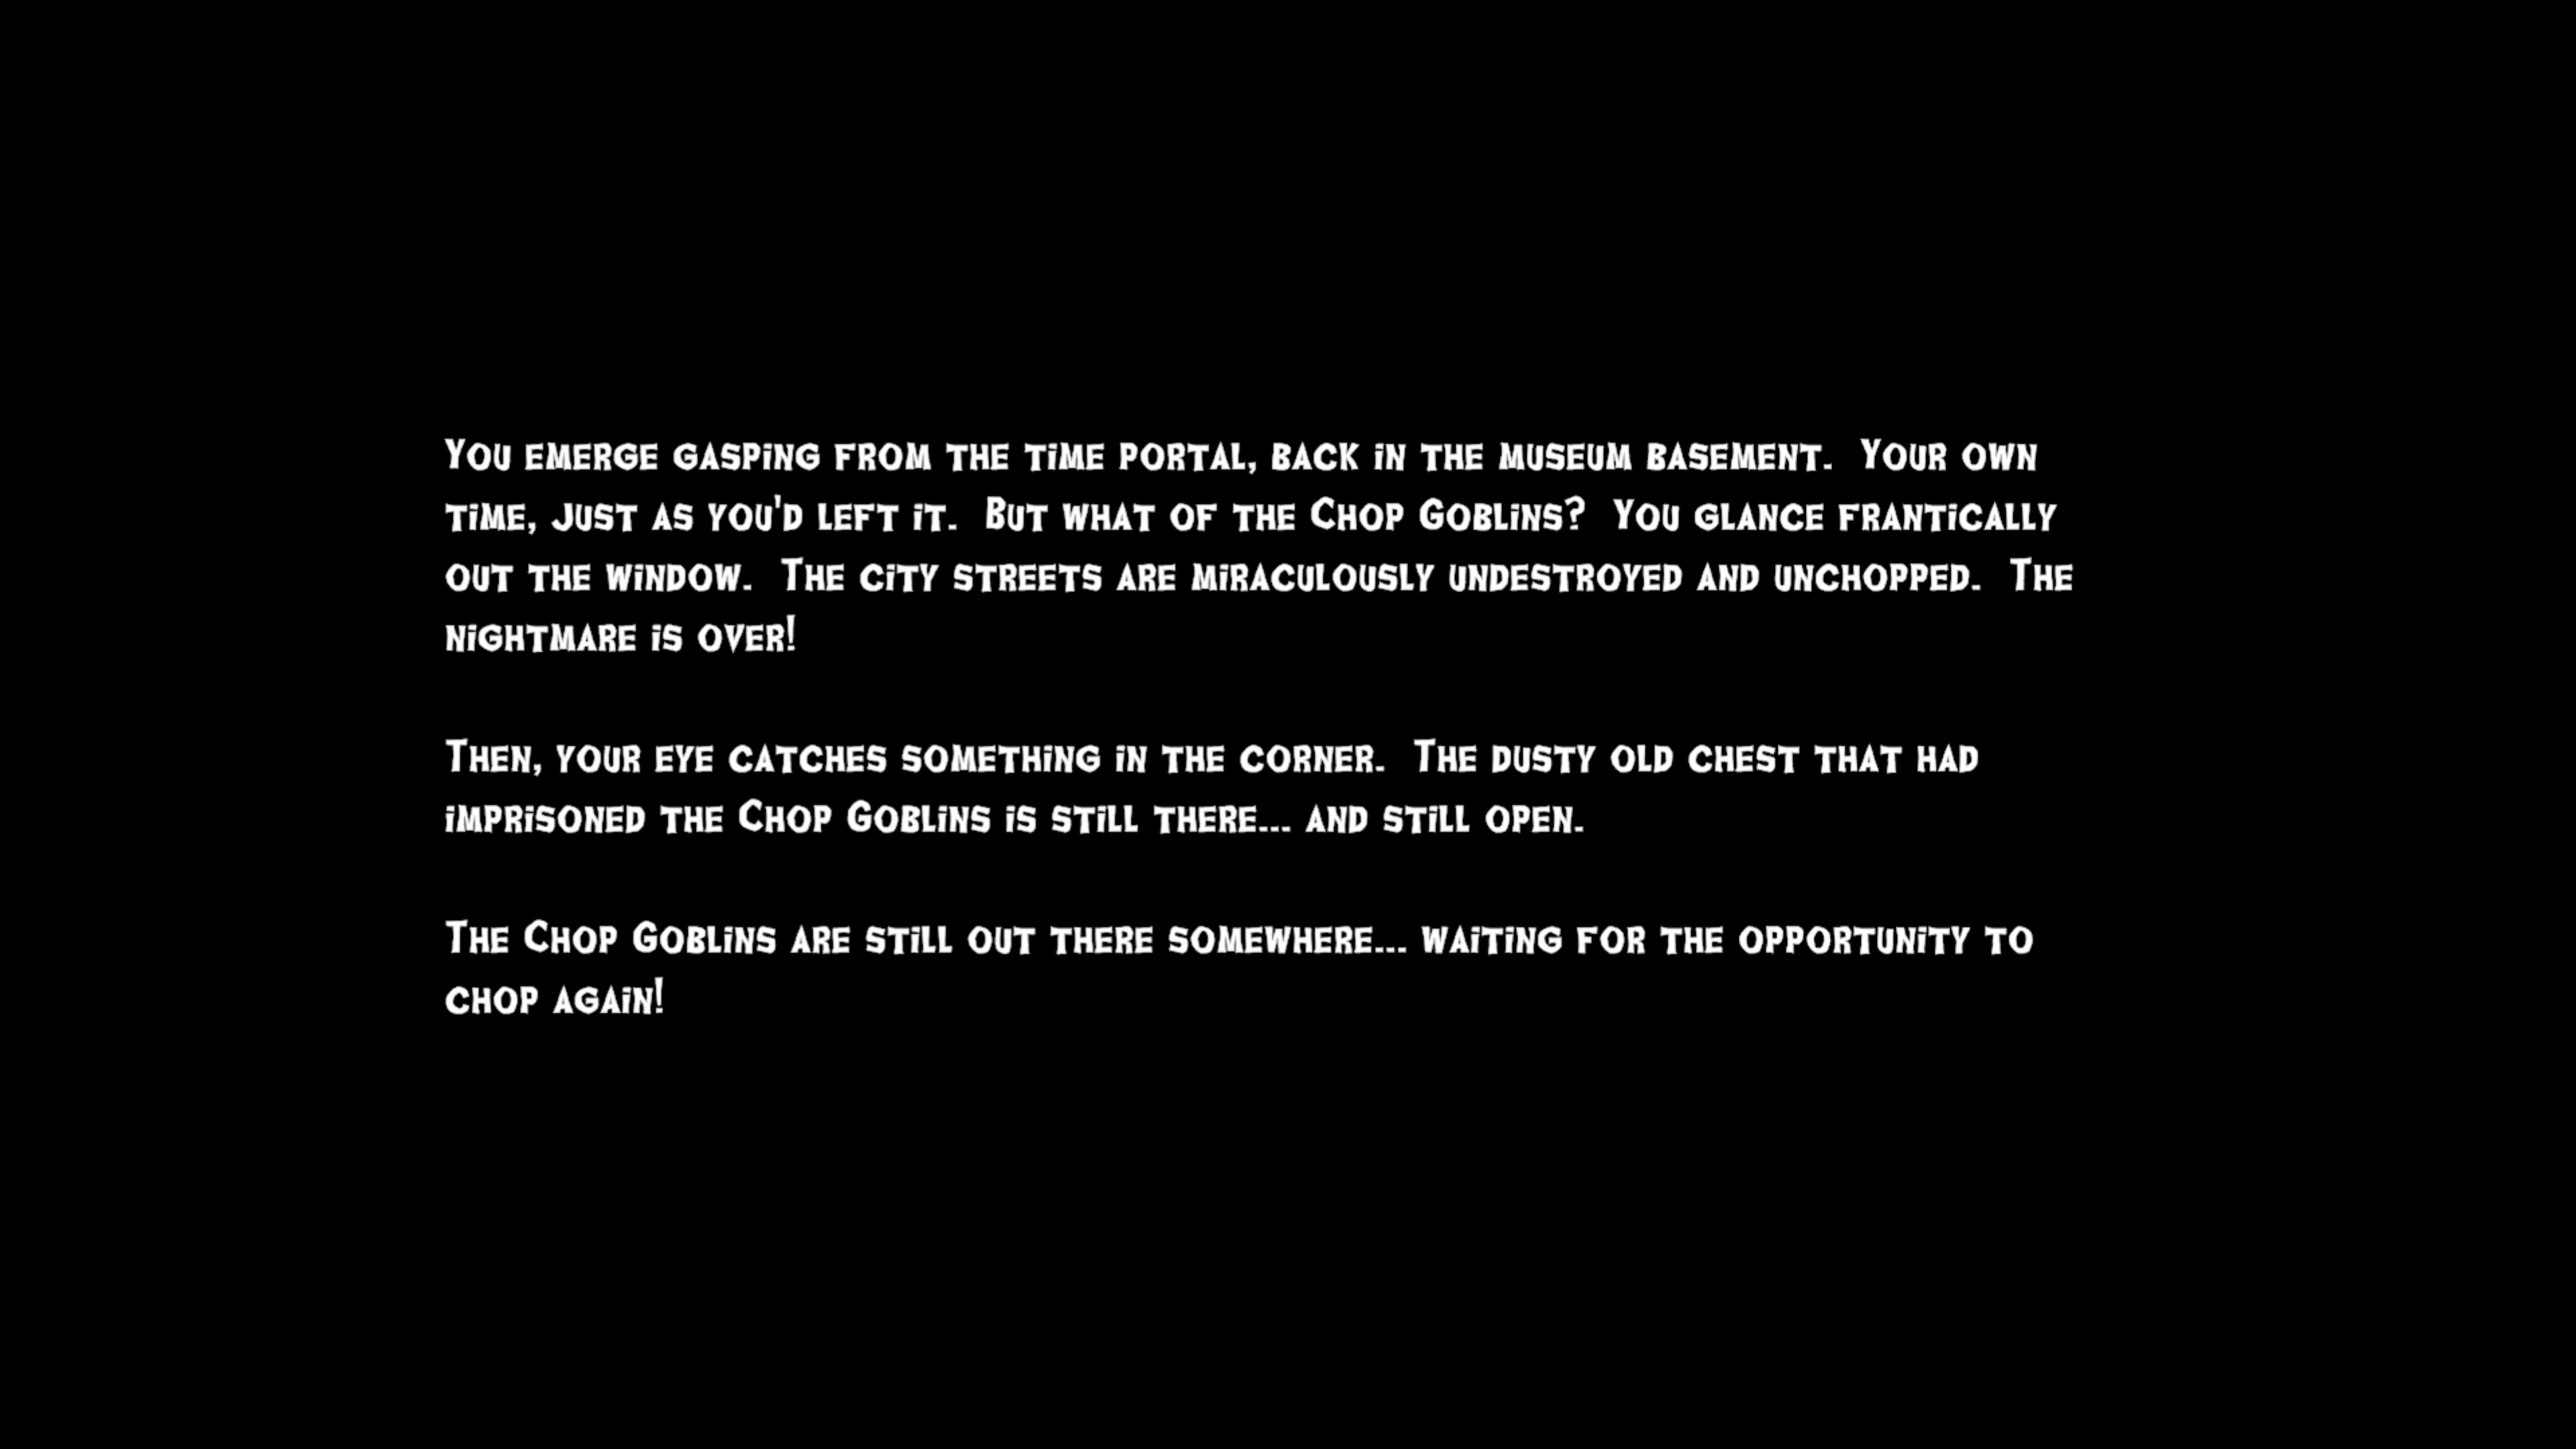 You emerge gasping from the time portal, back in the museum basement.  Your own
time, just as you'd left it.  But what of the Chop Goblins?  You glance frantically
out the window.  The city streets are miraculously undestroyed and unchopped.  The
nightmare is over!
Then, your eye catches something in the corner.  The dusty old chest that had
imprisoned the Chop Goblins is still there... and still open.
The Chop Goblins are still out there somewhere... waiting for the opportunity to
chop again!